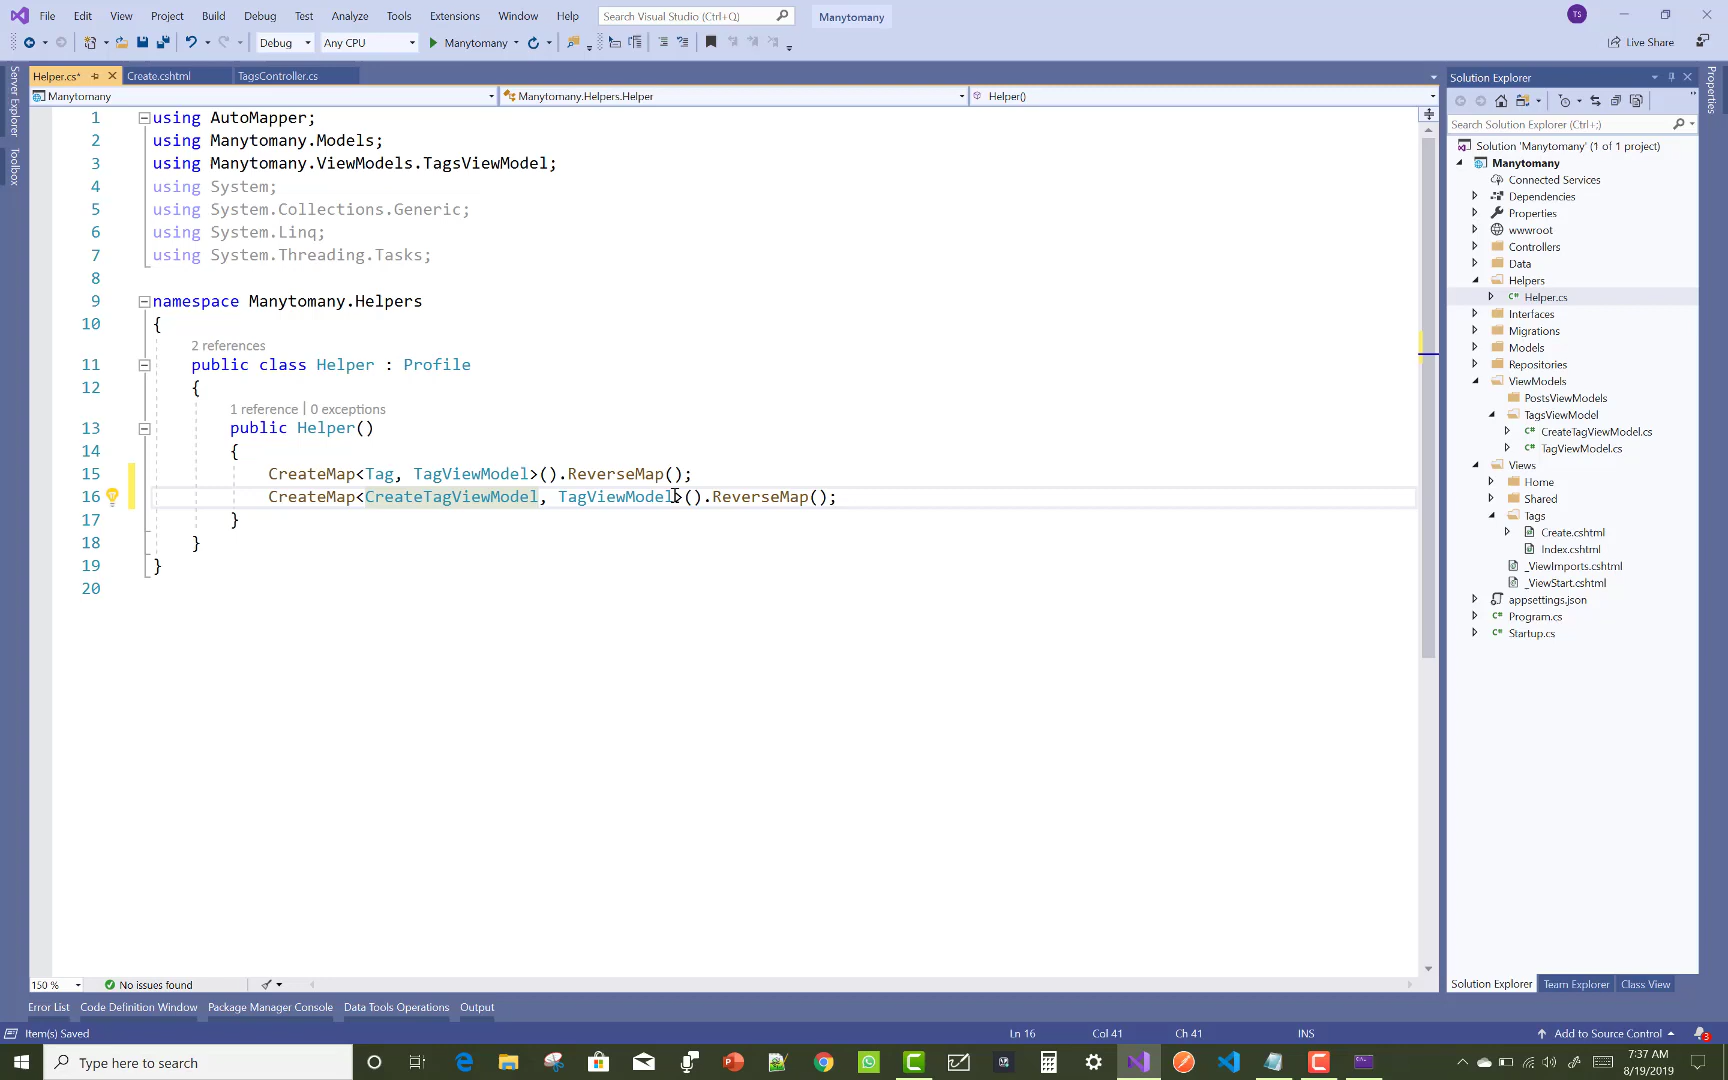 File Edit View Project Build Debug Test Analyze Tools Extensions Window Help Search Visual Studio (Ctrl+Q) Manytomany TS
Debug Any CPU Manytomany Live Share
Helper.cs* Create.cshtml TagsController.cs
Manytomany Manytomany.Helpers.Helper Helper()
Server Explorer
Toolbox
1 using AutoMapper;
2 using Manytomany.Models;
3 using Manytomany.ViewModels.TagsViewModel;
4 using System;
5 using System.Collections.Generic;
6 using System.Linq;
7 using System.Threading.Tasks;
8
9 namespace Manytomany.Helpers
10 {
2 references
11 public class Helper : Profile
12 {
1 reference | 0 exceptions
13 public Helper()
14 {
15 CreateMap<Tag, TagViewModel>().ReverseMap();
16 CreateMap<CreateTagViewModel, TagViewModel>().ReverseMap();
17 }
18 }
19 }
20
150 % No issues found
Solution Explorer
Search Solution Explorer (Ctrl+;)
Solution 'Manytomany' (1 of 1 project)
Manytomany
Connected Services
Dependencies
Properties
wwwroot
Controllers
Data
Helpers
C# Helper.cs
Interfaces
Migrations
Models
Repositories
ViewModels
PostsViewModels
TagsViewModel
C# CreateTagViewModel.cs
C# TagViewModel.cs
Views
Home
Shared
Tags
Create.cshtml
Index.cshtml
_ViewImports.cshtml
_ViewStart.cshtml
appsettings.json
C# Program.cs
C# Startup.cs
Solution Explorer Team Explorer Class View
Properties
Error List Code Definition Window Package Manager Console Data Tools Operations Output
Item(s) Saved Ln 16 Col 41 Ch 41 INS Add to Source Control 3
Type here to search
7:37 AM
8/19/2019
3